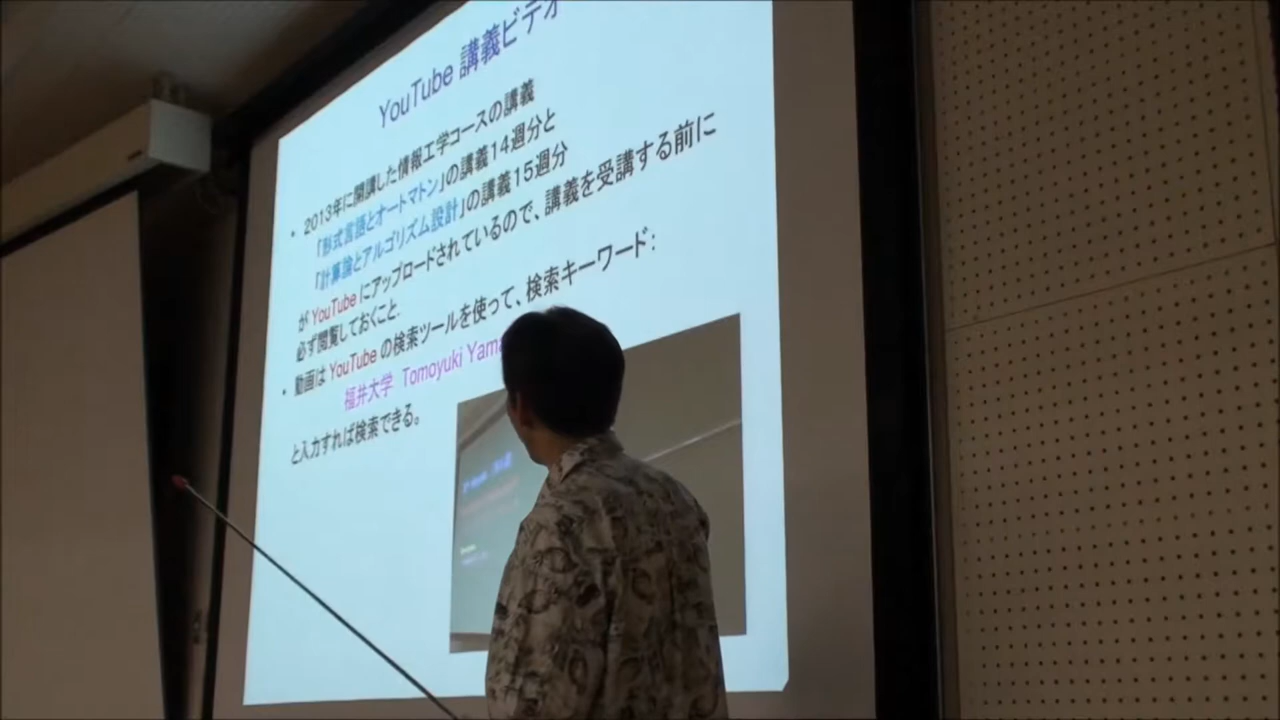 YouTube 講義ビデオ
• 2013年に開講した情報工学コースの講義
「形式言語とオートマトン」の講義14週分と
「計算論とアルゴリズム設計」の講義15週分
が YouTube にアップロードされているので、講義を受講する前に
必ず閲覧しておくこと.
• 動画は YouTube の検索ツールを使って、検索キーワード:
福井大学 Tomoyuki
と入力すれば検索できる。